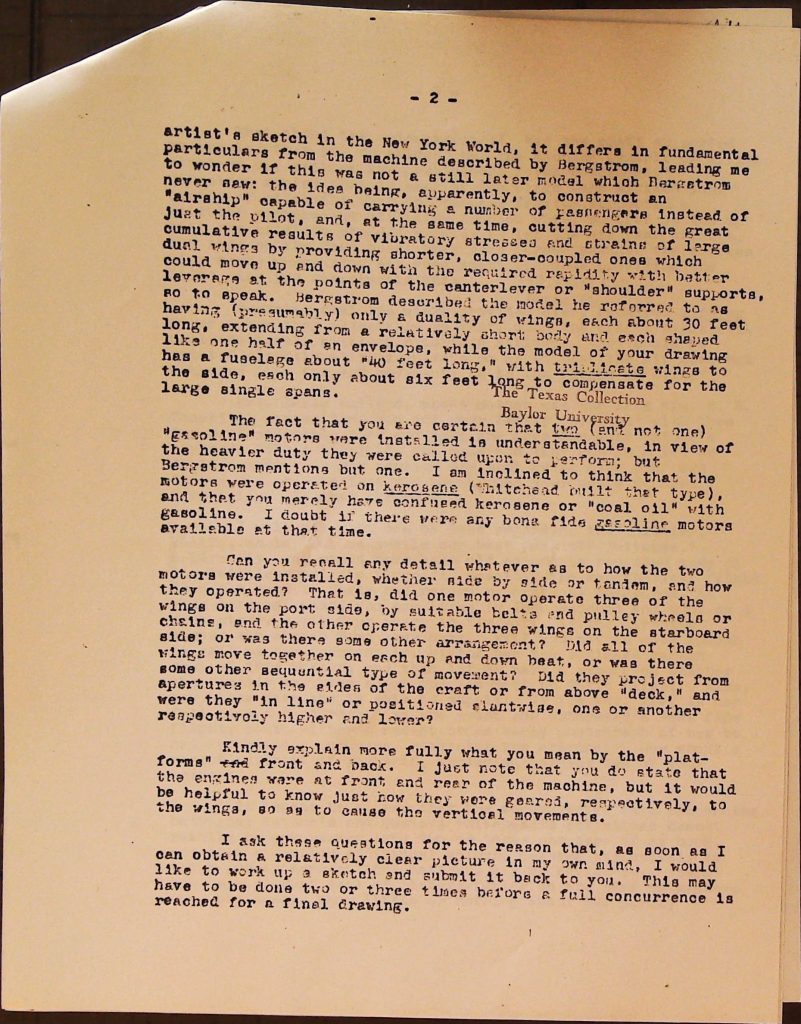 - 2 -
artist's sketch in the New York World, it differs in fundamental
particulars from the machine described by Bergstrom, leading me
to wonder if this was not a still later model which Bergstrom
never saw: the idea being, apparently, to construct an
"airship" capable of carrying a number of passengers instead of
just the pilot, and, at the same time, cutting down the great
cumulative results of vibratory stresses and strains of large
dual wings by providing shorter, closer-coupled ones which
could move up and down with the required rapidity with better
leverage at the points of the canterlever or "shoulder" supports,
so to speak. Bergstrom described the model he referred to as
having (presumably) only a duality of wings, each about 30 feet
long, extending from a relatively short body and each shaped
like one half of an envelope, while the model of your drawing
has a fuselage about "40 feet long," with triplicate wings to
the side, each only about six feet long to compensate for the
large single spans.
The Texas Collection
Baylor University
The fact that you are certain that two (and not one)
"gasoline" motors were installed is understandable, in view of
the heavier duty they were called upon to perform; but
Bergstrom mentions but one. I am inclined to think that the
motors were operated on kerosene (Whitehead built that type),
and that you merely have confused kerosene or "coal oil" with
gasoline. I doubt if there were any bona fide gasoline motors
available at that time.
Can you recall any detail whatever as to how the two
motors were installed, whether side by side or tandem, and how
they operated? That is, did one motor operate three of the
wings on the port side, by suitable belts and pulley wheels or
chains, and the other operate the three wings on the starboard
side; or was there some other arrangement? Did all of the
wings move together on each up and down beat, or was there
some other sequential type of movement? Did they project from
apertures in the sides of the craft or from above "deck," and
were they "in line" or positioned slantwise, one or another
respectively higher and lower?
Kindly explain more fully what you mean by the "plat-
forms" and front and back. I just note that you do state that
the engines were at front and rear of the machine, but it would
be helpful to know just how they were geared, respectively, to
the wings, so as to cause the vertical movements.
I ask these questions for the reason that, as soon as I
can obtain a relatively clear picture in my own mind, I would
like to work up a sketch and submit it back to you. This may
have to be done two or three times before a full concurrence is
reached for a final drawing.